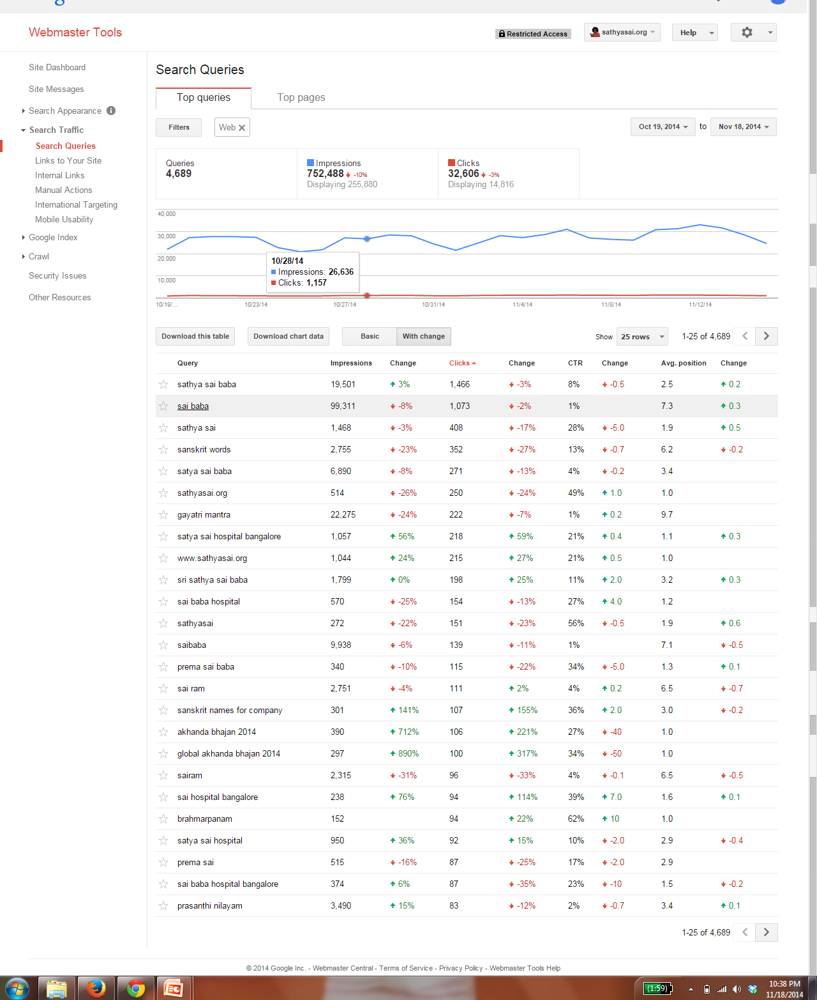 Webmaster Tools
Restricted Access
sathyasai.org
Help
Site Dashboard
Site Messages
Search Appearance
Search Traffic
Search Queries
Links to Your Site
Internal Links
Manual Actions
International Targeting
Mobile Usability
Google Index
Crawl
Security Issues
Other Resources
Search Queries
Top queries Top pages
Filters Web
Oct 19, 2014 to Nov 18, 2014
Queries
4,689
Impressions
752,488 -10%
Displaying 255,880
Clicks
32,606 -3%
Displaying 14,816
40,000
30,000
20,000
10,000
10/28/14
Impressions: 26,636
Clicks: 1,157
10/19/... 10/23/14 10/27/14 10/31/14 11/4/14 11/8/14 11/12/14
Download this table Download chart data Basic With change
Show 25 rows 1-25 of 4,689
Query Impressions Change Clicks Change CTR Change Avg. position Change
sathya sai baba 19,501 3% 1,466 -3% 8% -0.5 2.5 0.2
sai baba 99,311 -8% 1,073 -2% 1% 7.3 0.3
sathya sai 1,468 -3% 408 -17% 28% -5.0 1.9 0.5
sanskrit words 2,755 -23% 352 -27% 13% -0.7 6.2 -0.2
satya sai baba 6,890 -8% 271 -13% 4% -0.2 3.4
sathyasai.org 514 -26% 250 -24% 49% 1.0 1.0
gayatri mantra 22,275 -24% 222 -7% 1% 0.2 9.7
satya sai hospital bangalore 1,057 56% 218 59% 21% 0.4 1.1 0.3
www.sathyasai.org 1,044 24% 215 27% 21% 0.5 1.0
sri sathya sai baba 1,799 0% 198 25% 11% 2.0 3.2 0.3
sai baba hospital 570 -25% 154 -13% 27% 4.0 1.2
sathyasai 272 -22% 151 -23% 56% -0.5 1.9 0.6
saibaba 9,938 -6% 139 -11% 1% 7.1 -0.5
prema sai baba 340 -10% 115 -22% 34% -5.0 1.3 0.1
sai ram 2,751 -4% 111 2% 4% 0.2 6.5 -0.7
sanskrit names for company 301 141% 107 155% 36% 2.0 3.0 -0.2
akhanda bhajan 2014 390 712% 106 221% 27% -40 1.0
global akhanda bhajan 2014 297 890% 100 317% 34% -50 1.0
sairam 2,315 -31% 96 -33% 4% -0.1 6.5 -0.5
sai hospital bangalore 238 76% 94 114% 39% 7.0 1.6 0.1
brahmarpanam 152 94 22% 62% 10 1.0
satya sai hospital 950 36% 92 15% 10% -2.0 2.9 -0.4
prema sai 515 -16% 87 -25% 17% -2.0 2.9
sai baba hospital bangalore 374 6% 87 -35% 23% -10 1.5 -0.2
prasanthi nilayam 3,490 15% 83 -12% 2% -0.7 3.4 0.1
1-25 of 4,689
© 2014 Google Inc. - Webmaster Central - Terms of Service - Privacy Policy - Webmaster Tools Help
(1:59)
10:38 PM
11/18/2014